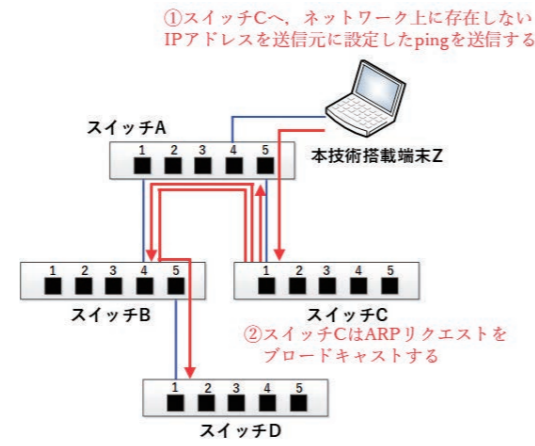 ①スイッチCへ，ネットワーク上に存在しない
IPアドレスを送信元に設定したpingを送信する
スイッチA
1 2 3 4 5
本技術搭載端末Z
1 2 3 4 5
スイッチB
1 2 3 4 5
スイッチC
②スイッチCはARPリクエストを
ブロードキャストする
1 2 3 4 5
スイッチD